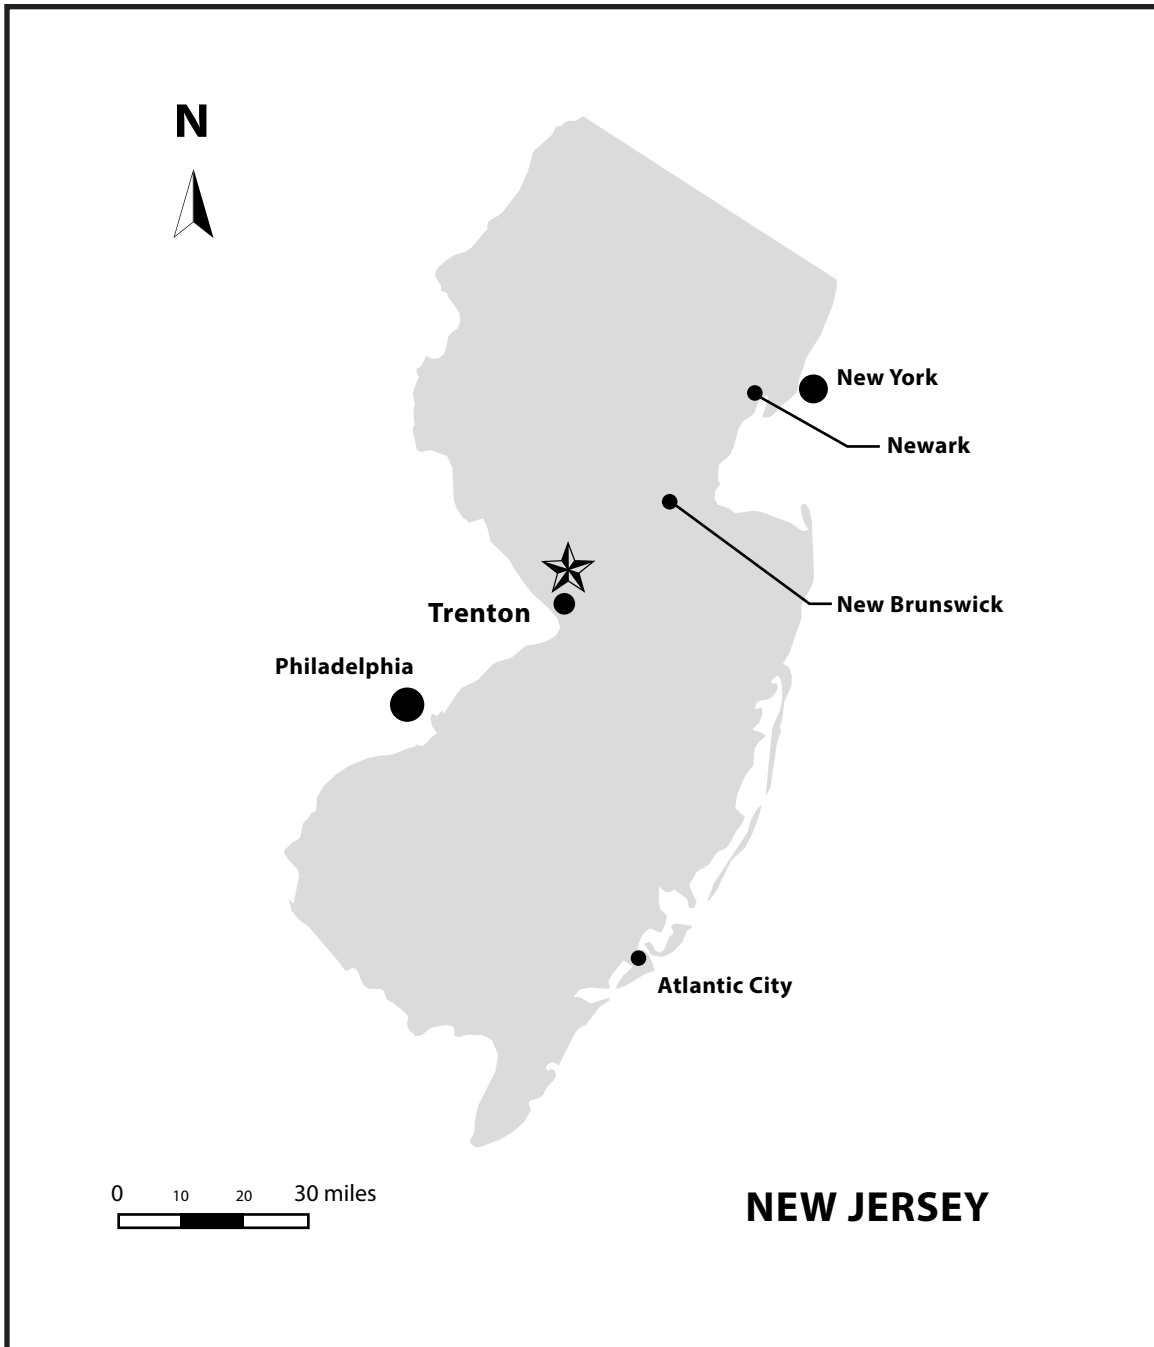 N
New York
Newark
New Brunswick
Trenton
Philadelphia
Atlantic City
0 10 20 30 miles
NEW JERSEY